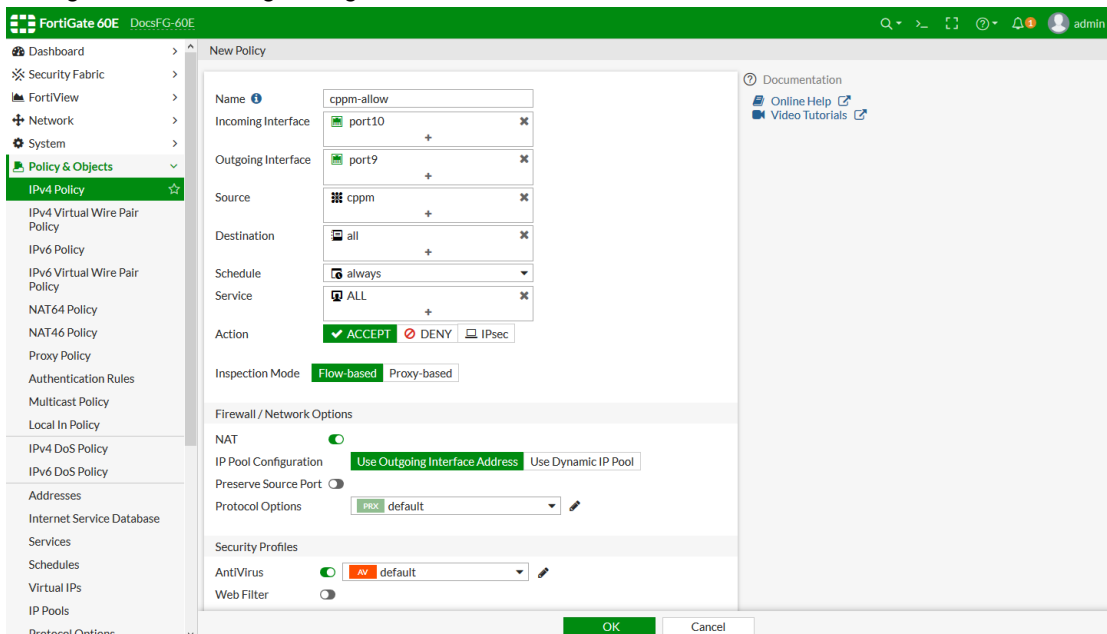 FortiGate 60E DocsFG-60E
admin
Dashboard
Security Fabric
FortiView
Network
System
Policy & Objects
IPv4 Policy
IPv4 Virtual Wire Pair
Policy
IPv6 Policy
IPv6 Virtual Wire Pair
Policy
NAT64 Policy
NAT46 Policy
Proxy Policy
Authentication Rules
Multicast Policy
Local In Policy
IPv4 DoS Policy
IPv6 DoS Policy
Addresses
Internet Service Database
Services
Schedules
Virtual IPs
IP Pools
Protocol Options
New Policy
Name cppm-allow
Incoming Interface port10
Outgoing Interface port9
Source cppm
Destination all
Schedule always
Service ALL
Action ACCEPT DENY IPsec
Inspection Mode Flow-based Proxy-based
Firewall / Network Options
NAT
IP Pool Configuration Use Outgoing Interface Address Use Dynamic IP Pool
Preserve Source Port
Protocol Options PRX default
Security Profiles
AntiVirus AV default
Web Filter
OK Cancel
Documentation
Online Help
Video Tutorials